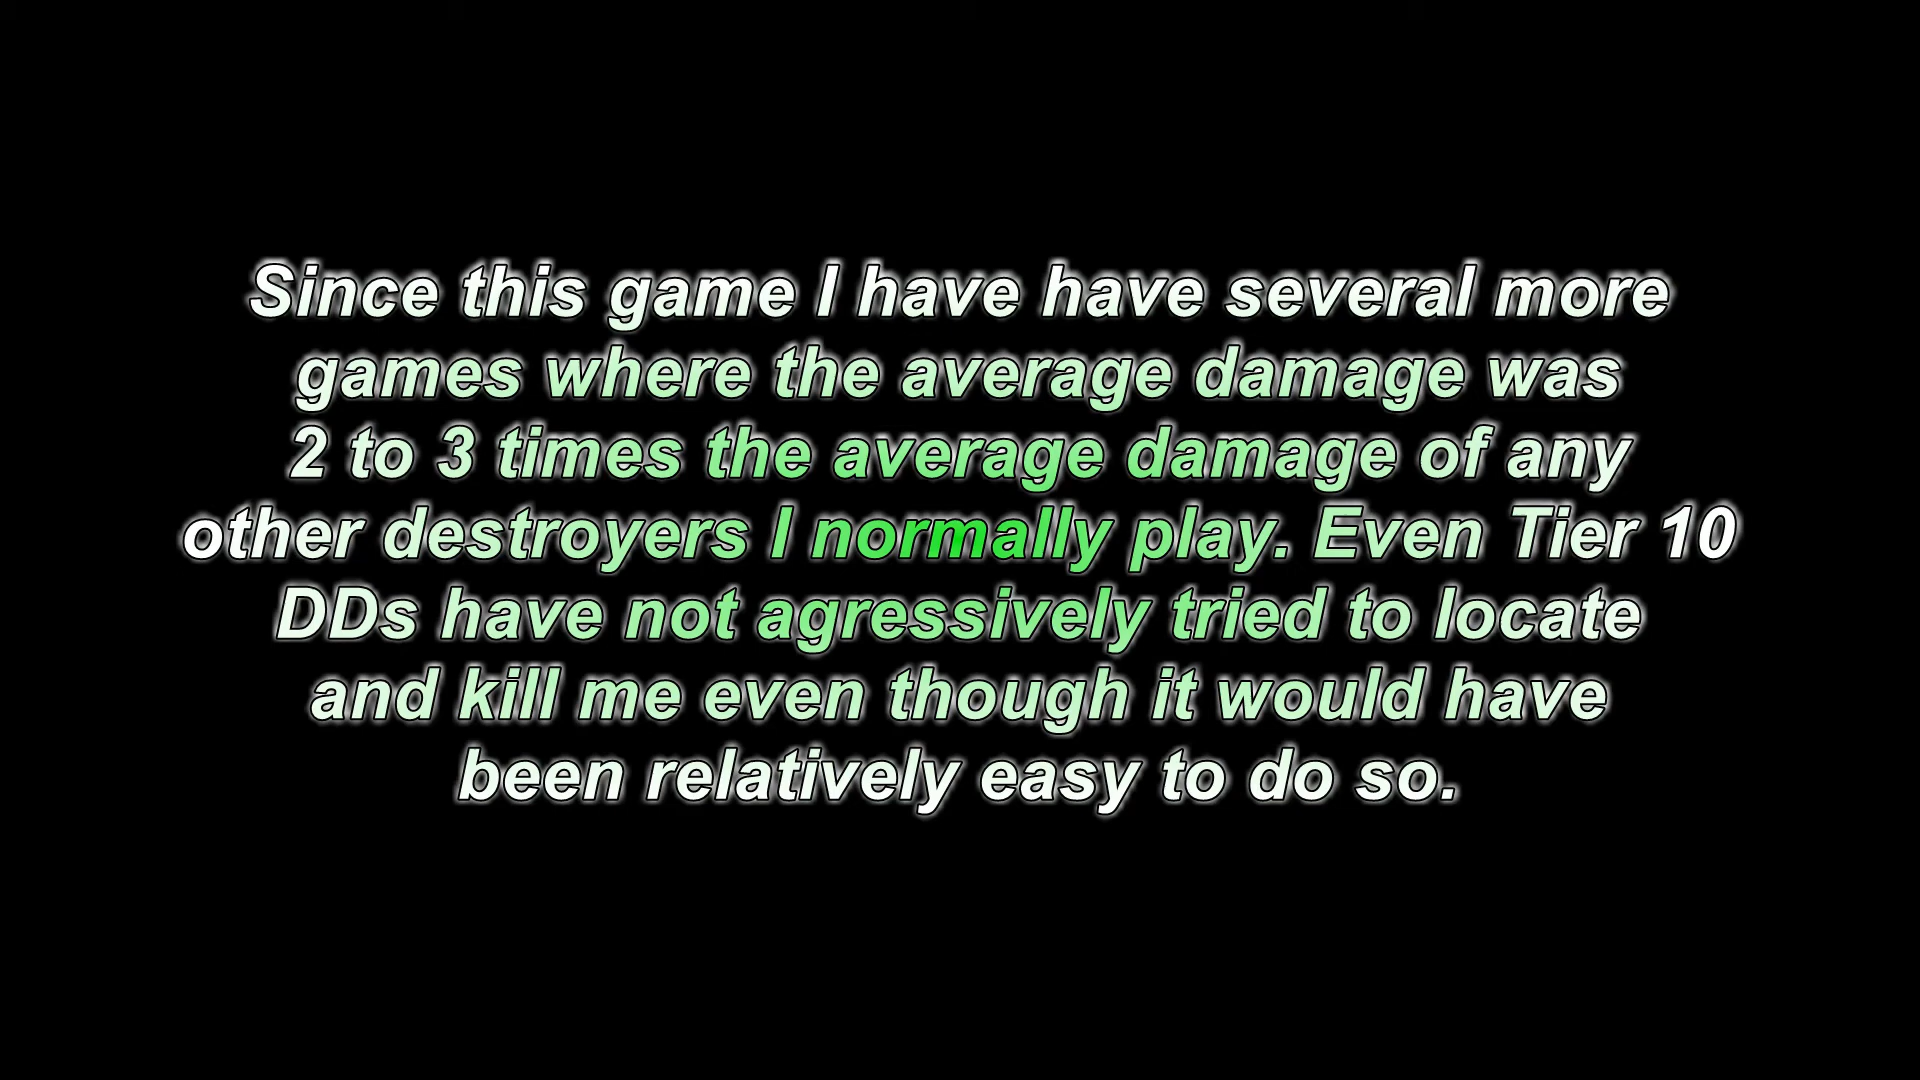 Since this game I have have several more
games where the average damage was
2 to 3 times the average damage of any
other destroyers I normally play. Even Tier 10
DDs have not agressively tried to locate
and kill me even though it would have
been relatively easy to do so.